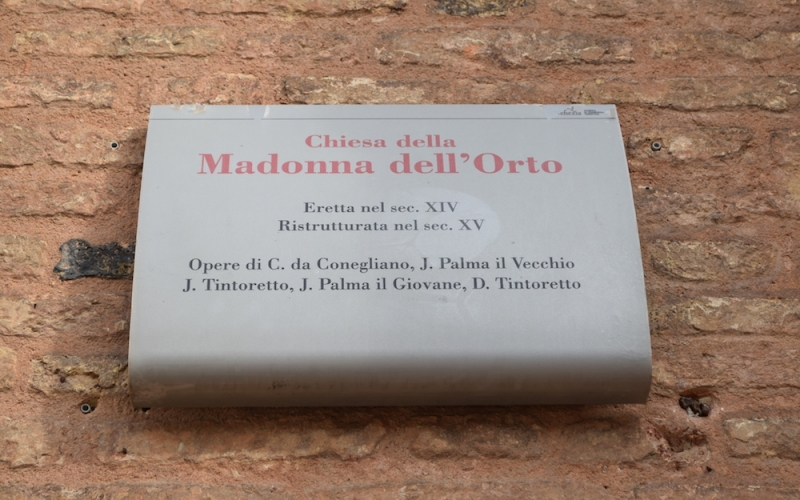 Chiesa della
Madonna dell'Orto
Eretta nel sec. XIV
Ristrutturata nel sec. XV
Opere di C. da Conegliano, J. Palma il Vecchio
J. Tintoretto, J. Palma il Giovane, D. Tintoretto